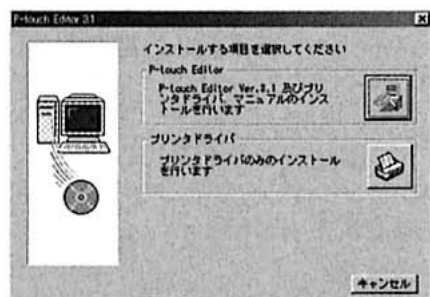 P-touch Editor 3.1
インストールする項目を選択してください
P-touch Editor
P-touch Editor Ver.3.1 及びプリ
ンタドライバ、マニュアルのインス
トールを行います
プリンタドライバ
プリンタドライバのみのインストール
を行います
キャンセル